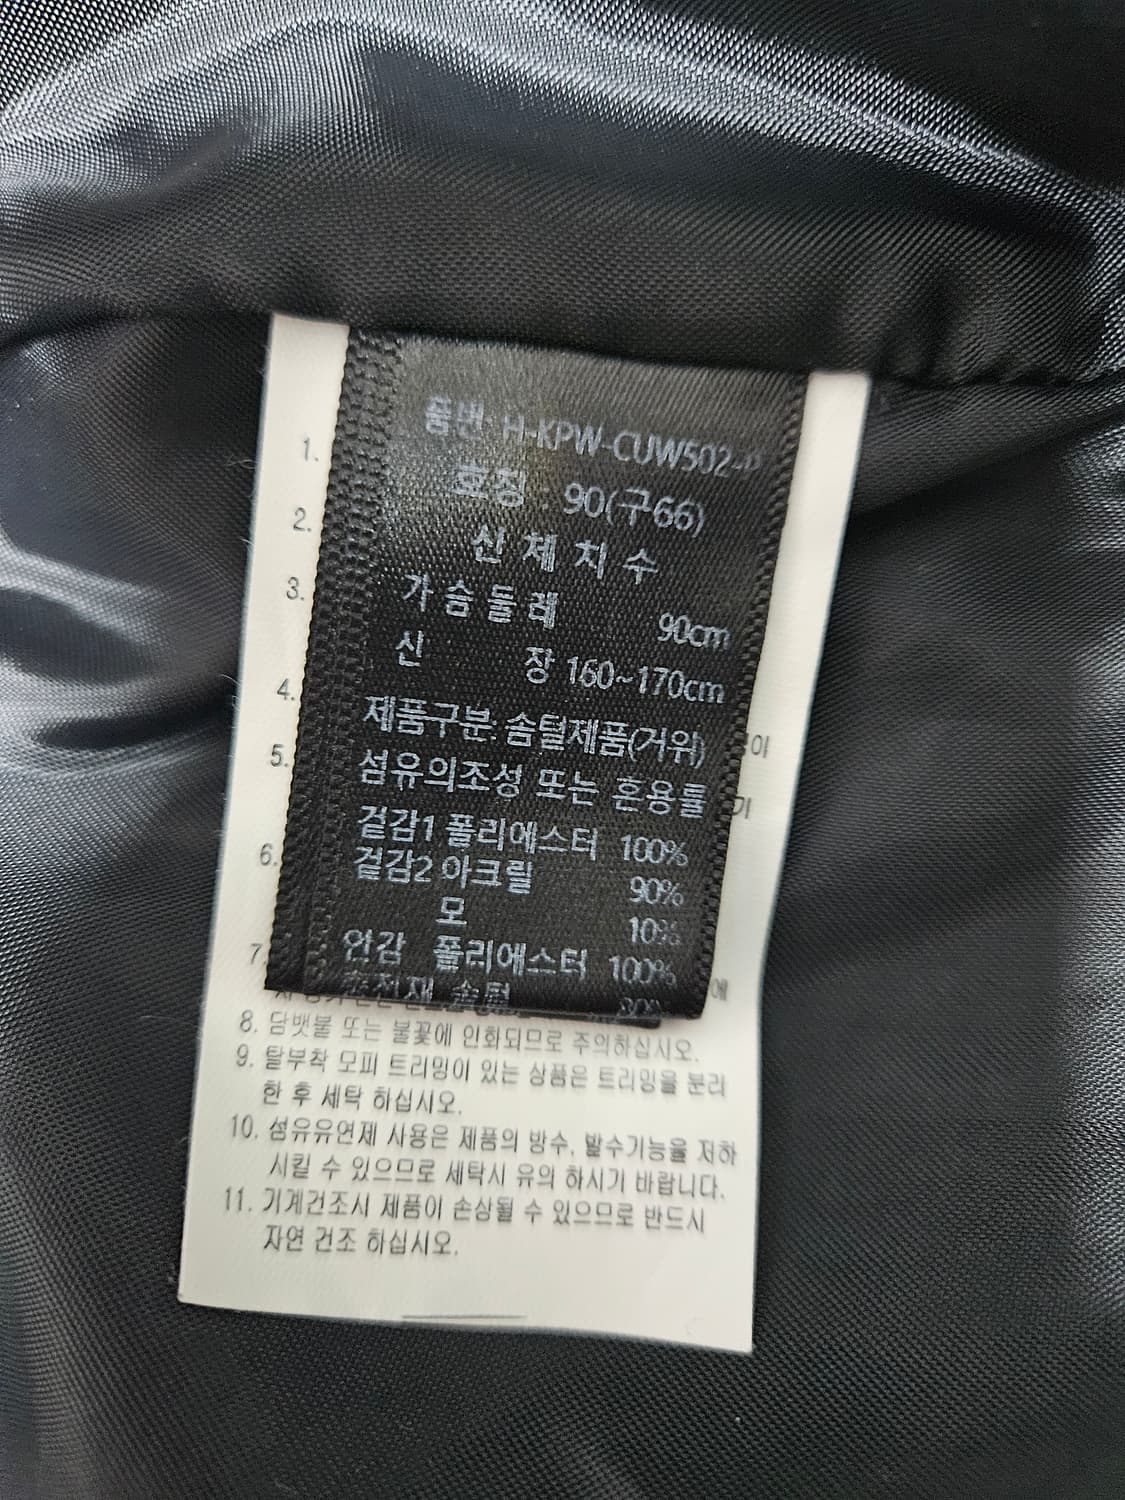 품번 H-KPW-CUW502-D
호칭 : 90(구66)
신 체 치 수
가 슴 둘 레 90cm
신 장 160~170cm
제품구분: 솜털제품(거위)
섬유의조성 또는 혼용률
겉감1 폴리에스터 100%
겉감2 아크릴 90%
모 10%
안감 폴리에스터 100%
충전재 솜털
1.
2.
3.
4.
5.
6.
7.
8. 담뱃불 또는 불꽃에 인화되므로 주의하십시오.
9. 탈부착 모피 트리밍이 있는 상품은 트리밍을 분리
한 후 세탁 하십시오.
10. 섬유유연제 사용은 제품의 방수, 발수기능을 저하
시킬 수 있으므로 세탁시 유의 하시기 바랍니다.
11. 기계건조시 제품이 손상될 수 있으므로 반드시
자연 건조 하십시오.